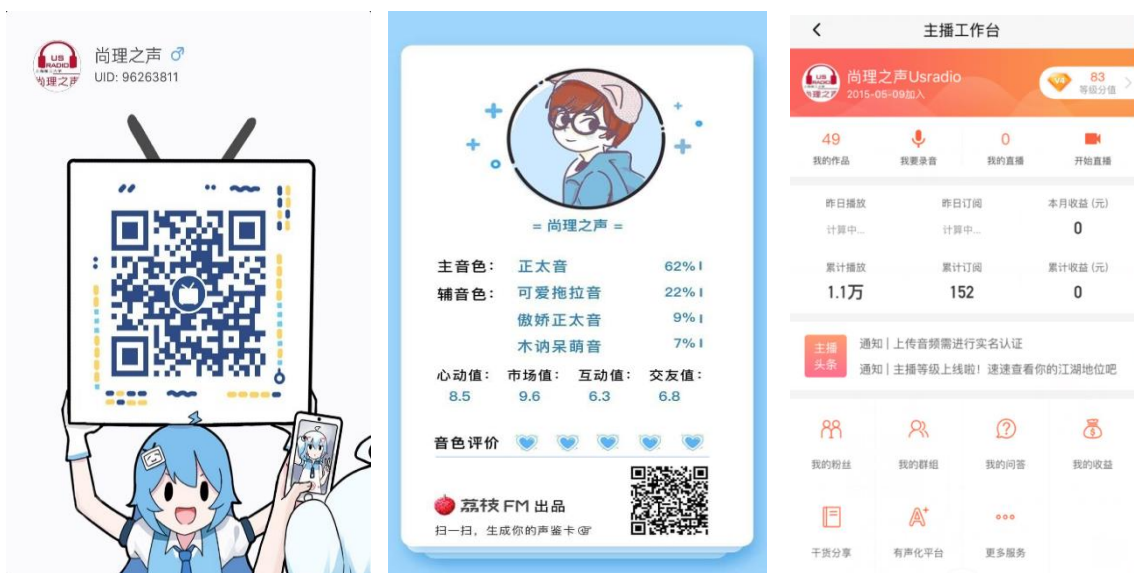 US
RADIO
尚理之声
尚理之声 ♂
UID: 96263811
= 尚理之声 =
主音色： 正太音 62%
辅音色： 可爱拖拉音 22%
傲娇正太音 9%
木讷呆萌音 7%
心动值： 市场值： 互动值： 交友值：
8.5 9.6 6.3 6.8
音色评价
荔枝FM 出品
扫一扫，生成你的声鉴卡
主播工作台
US
RADIO
尚理之声Usradio
2015-05-09加入
V4 83
等级分值
49 0
我的作品 我要录音 我的直播 开始直播
昨日播放 昨日订阅 本月收益 (元)
计算中... 计算中... 0
累计播放 累计订阅 累计收益 (元)
1.1万 152 0
主播
头条
通知 | 上传音频需进行实名认证
通知 | 主播等级上线啦！速速查看你的江湖地位吧
我的粉丝 我的群组 我的问答 我的收益
干货分享 有声化平台 更多服务